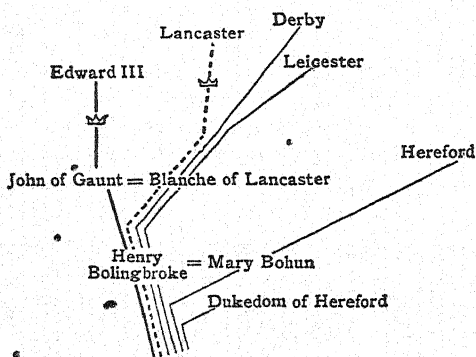 Derby
Lancaster
Leicester
Edward III
Hereford
John of Gaunt = Blanche of Lancaster
Henry
Bolingbroke = Mary Bohun
Dukedom of Hereford